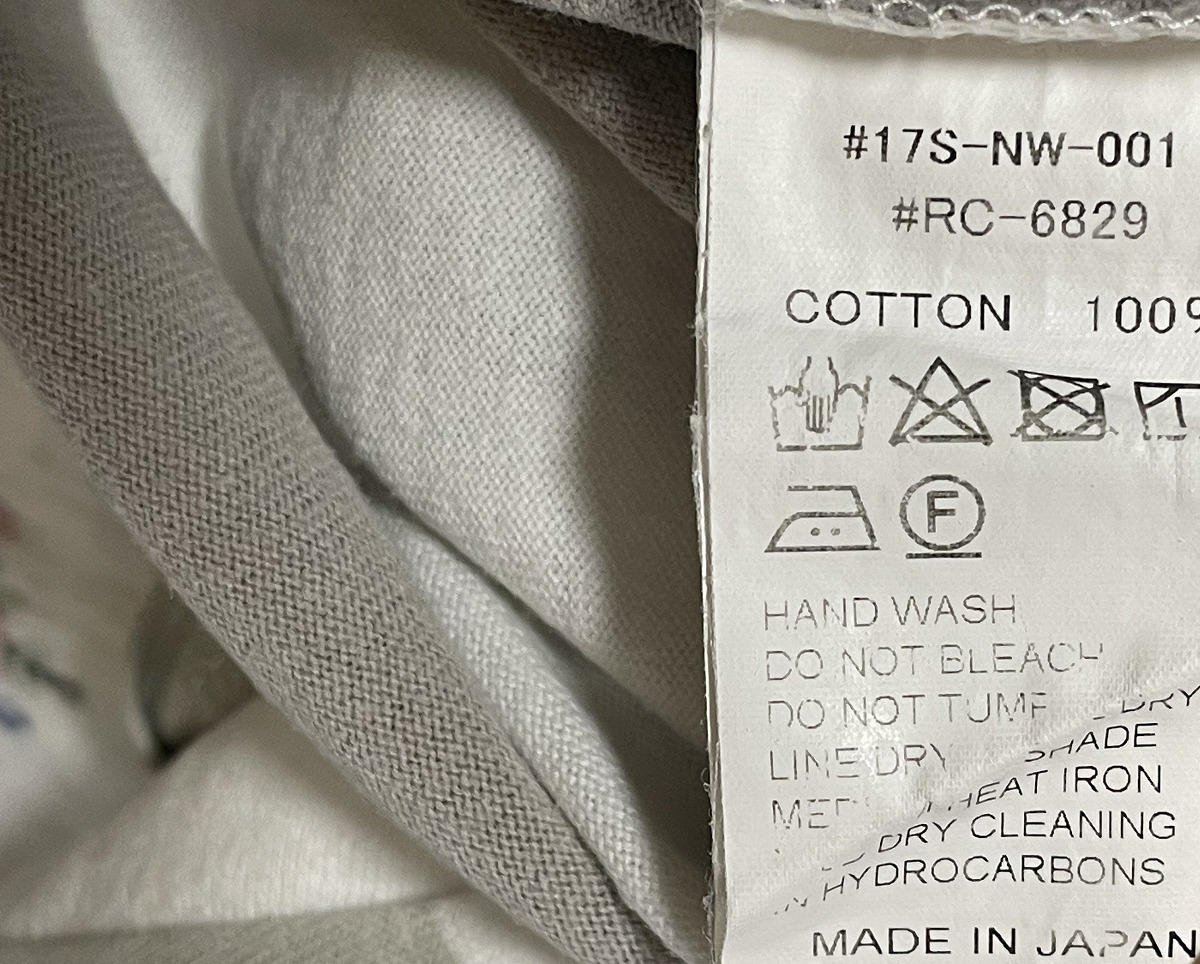 #17S-NW-001
#RC-6829
COTTON 100%
F
HAND WASH
DO NOT BLEACH
DO NOT DRY
LINE DRY SHADE
HEAT IRON
DRY CLEANING
HYDROCARBONS
MADE IN JAPAN